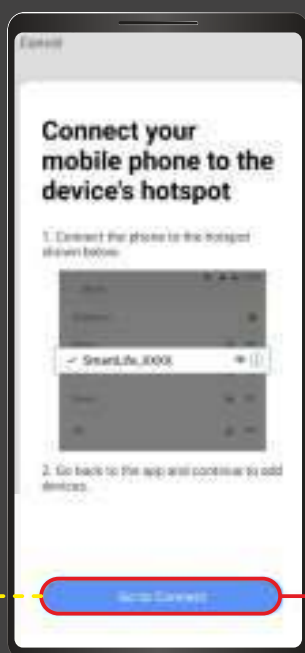 Cancel
Connect your
mobile phone to the
device's hotspot
1. Connect the phone to the hotspot
shown below.
✓ SmartLife_XXXX
2. Go back to the app and continue to add
devices.
Go to Connect